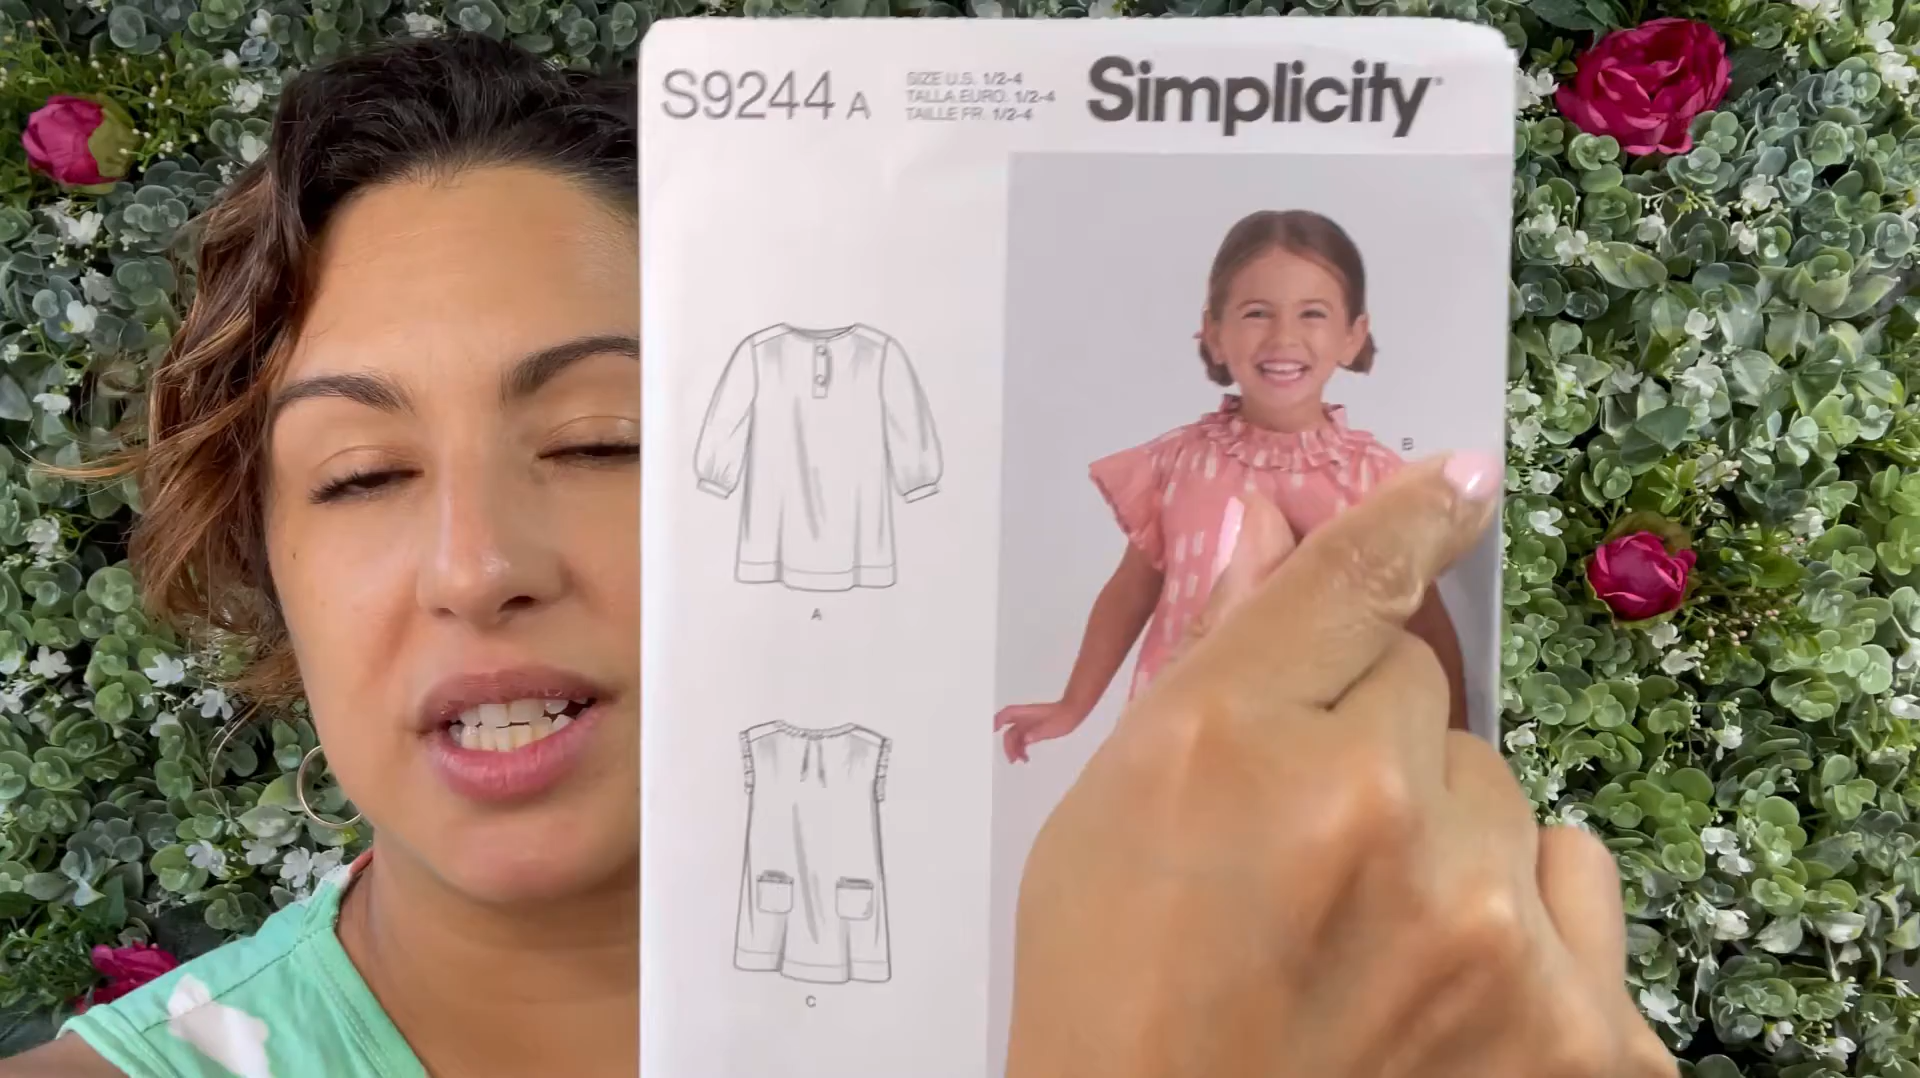 S9244 A
SIZE U.S. 1/2-4
TALLA EURO. 1/2-4
TAILLE FR. 1/2-4
Simplicity
A
B
C